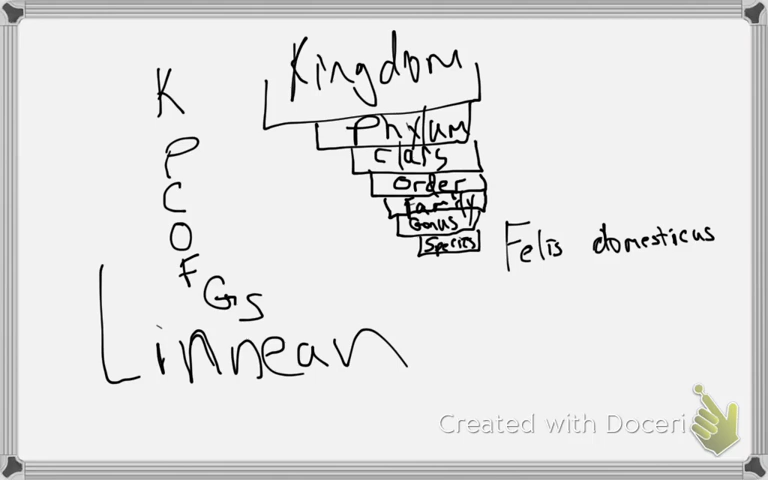 K
P
C
O
F
G S
Kingdom
Phylum
Class
Order
Family
Genus
Species
Felis domesticus
Linnean
Created with Doceri